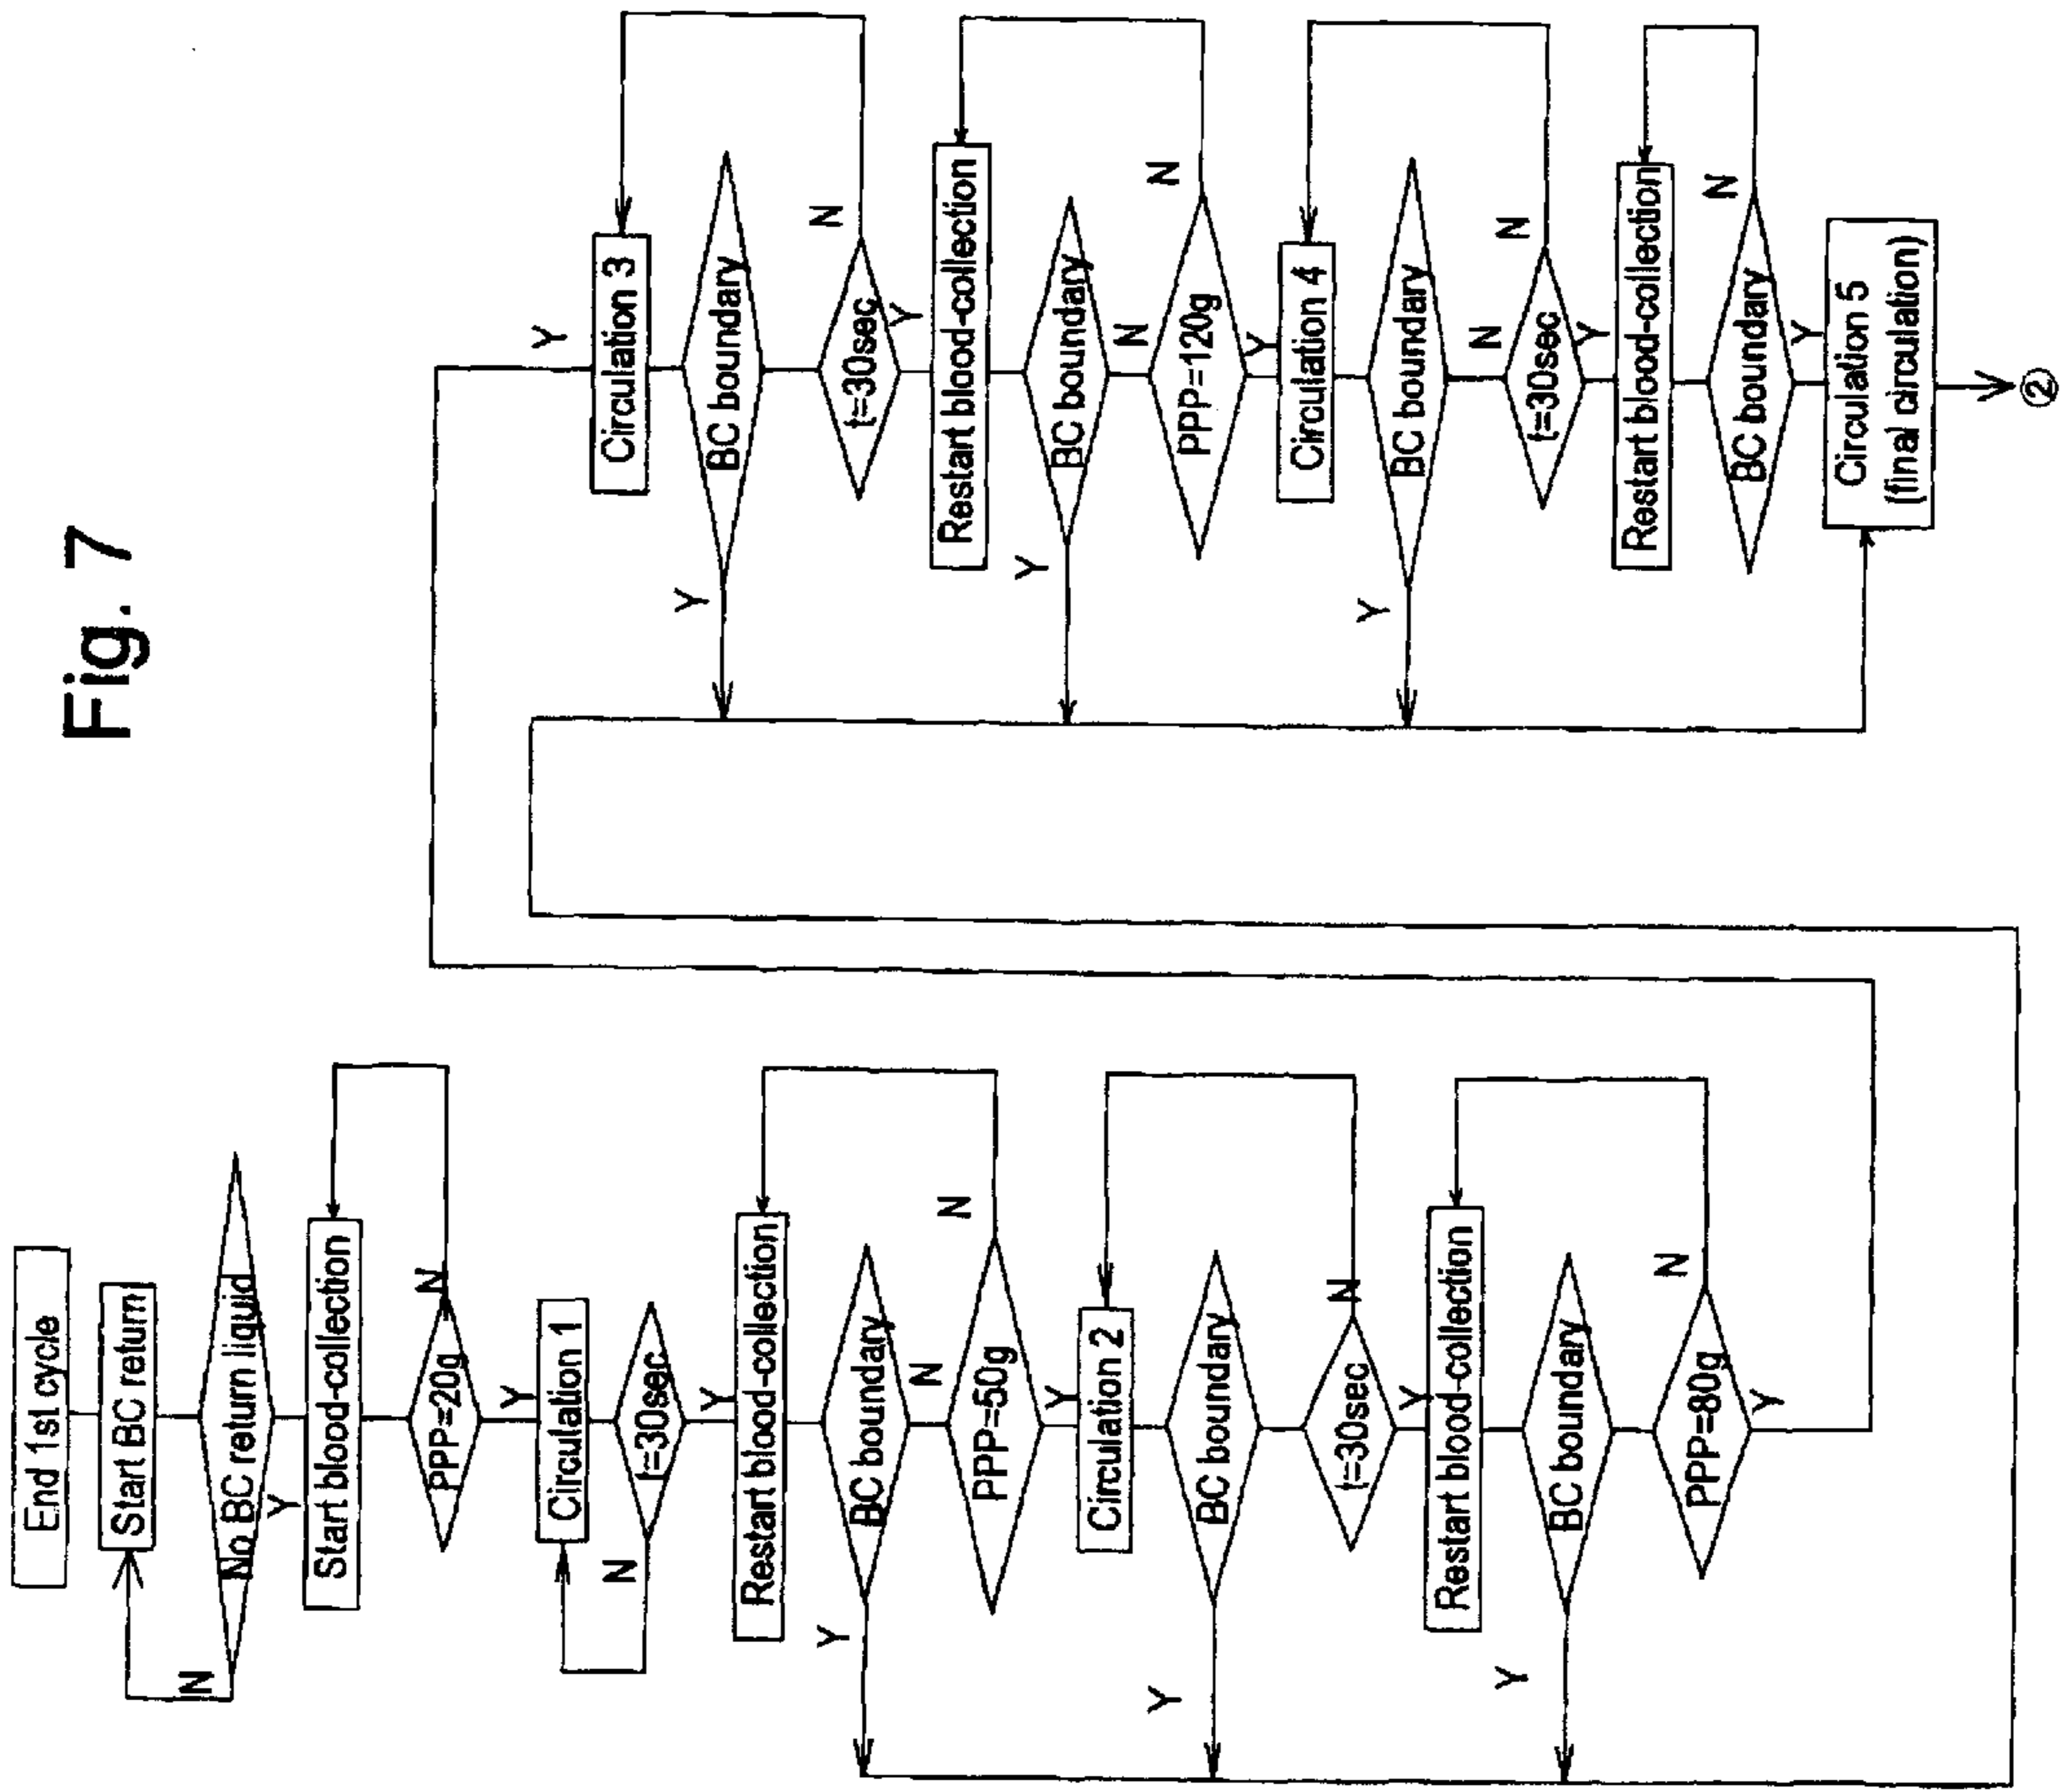 Fig. 7
End 1st cycle
Start BC return
N
No BC return liquid
Y
Start blood-collection
N
PPP=20g
Y
Circulation 1
t=30sec
N
Y
Restart blood-collection
BC boundary
Y
N
PPP=50g
N
Y
Circulation 2
BC boundary
Y
t=30sec
N
Y
Restart blood-collection
BC boundary
Y
PPP=80g
N
Y
Y
Circulation 3
BC boundary
Y
t=30sec
N
Y
Restart blood-collection
BC boundary
Y
N
PPP=120g
N
Y
Circulation 4
BC boundary
Y
N
t=30sec
N
Y
Restart blood-collection
BC boundary
N
Y
Circulation 5
(final circulation)
②